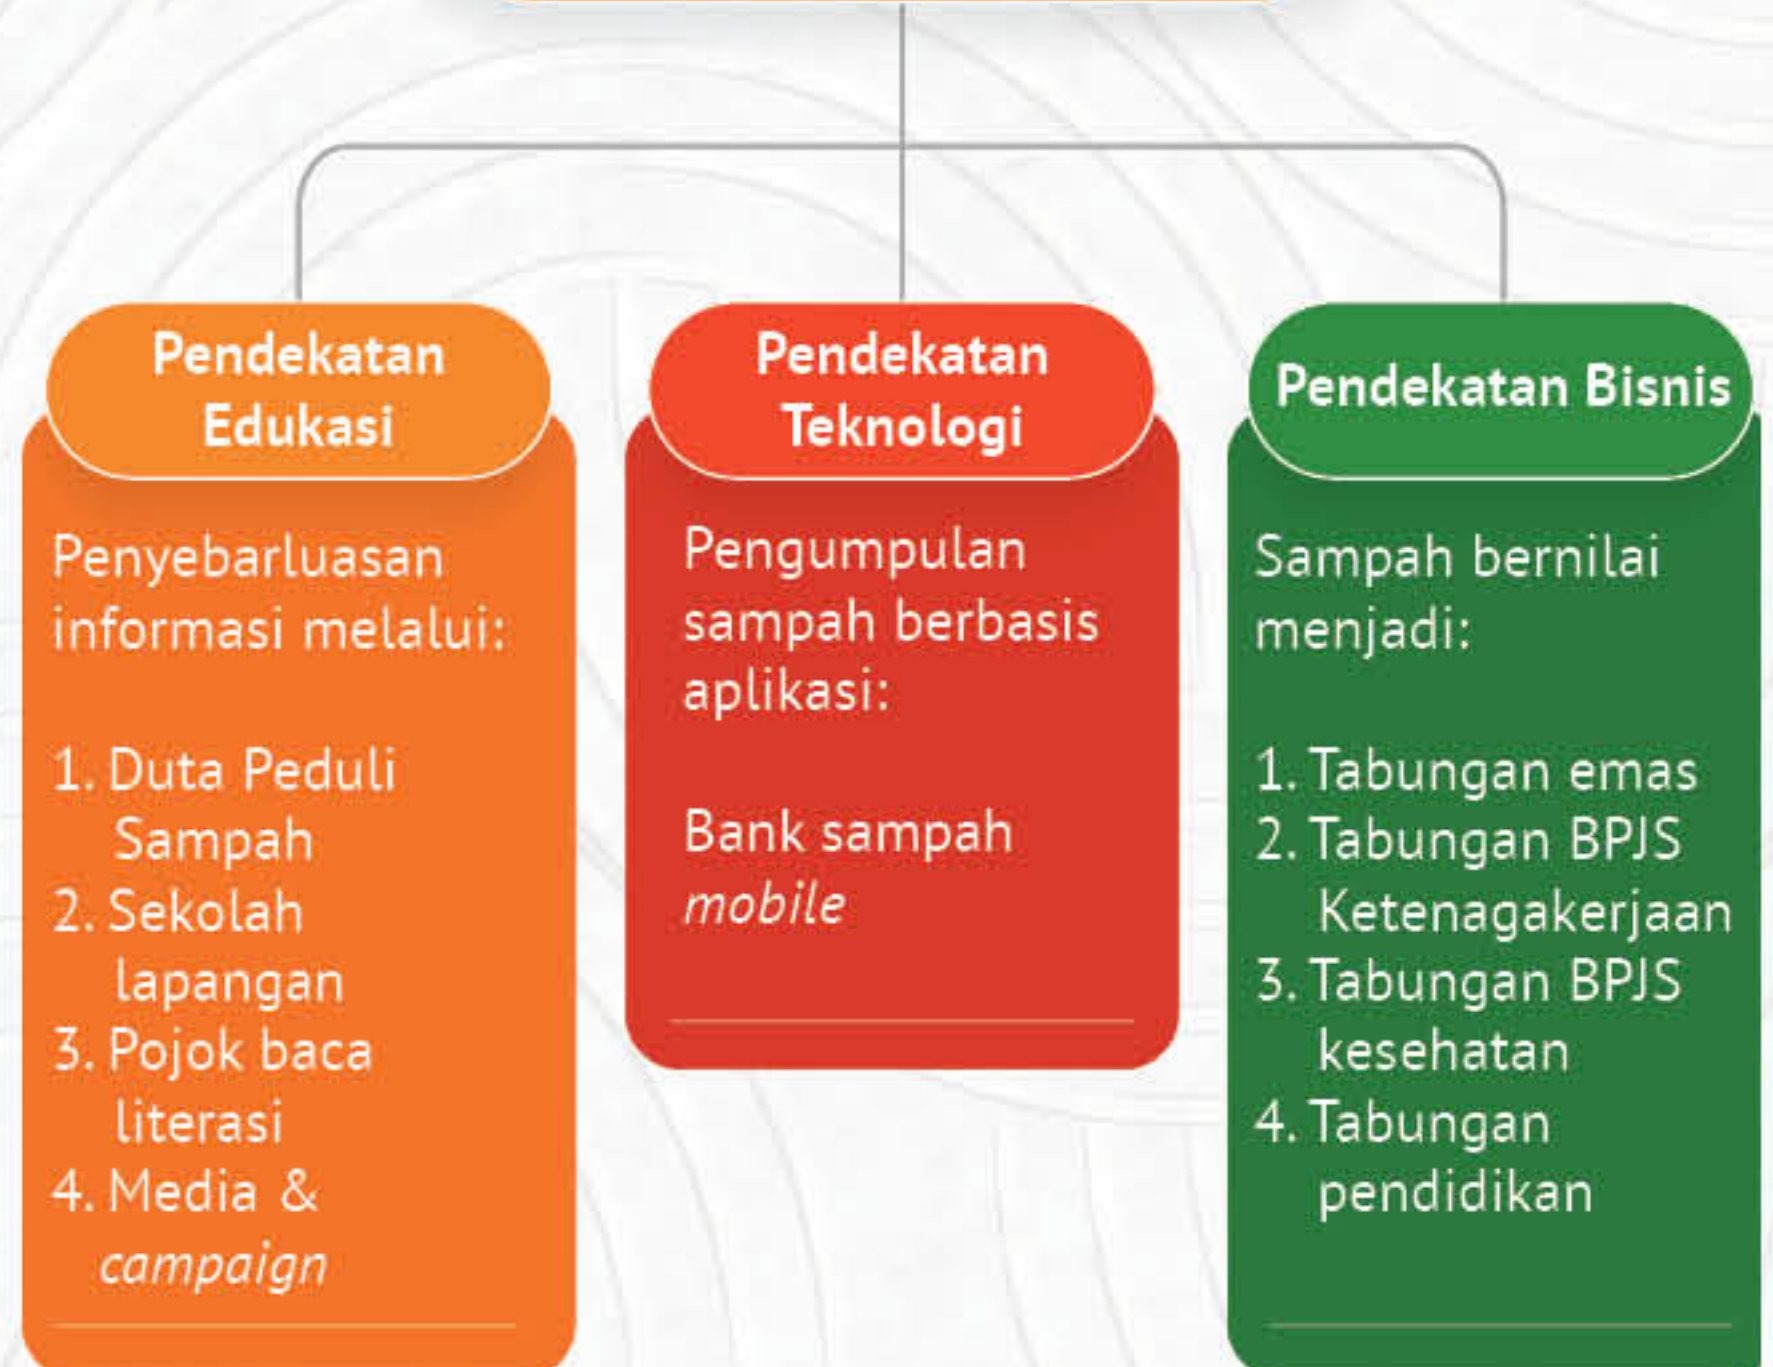 Pendekatan
Edukasi
Penyebarluasan
informasi melalui:
1. Duta Peduli
Sampah
2. Sekolah
lapangan
3. Pojok baca
literasi
4. Media &
campaign
Pendekatan
Teknologi
Pengumpulan
sampah berbasis
aplikasi:
Bank sampah
mobile
Pendekatan Bisnis
Sampah bernilai
menjadi:
1. Tabungan emas
2. Tabungan BPJS
Ketenagakerjaan
3. Tabungan BPJS
kesehatan
4. Tabungan
pendidikan